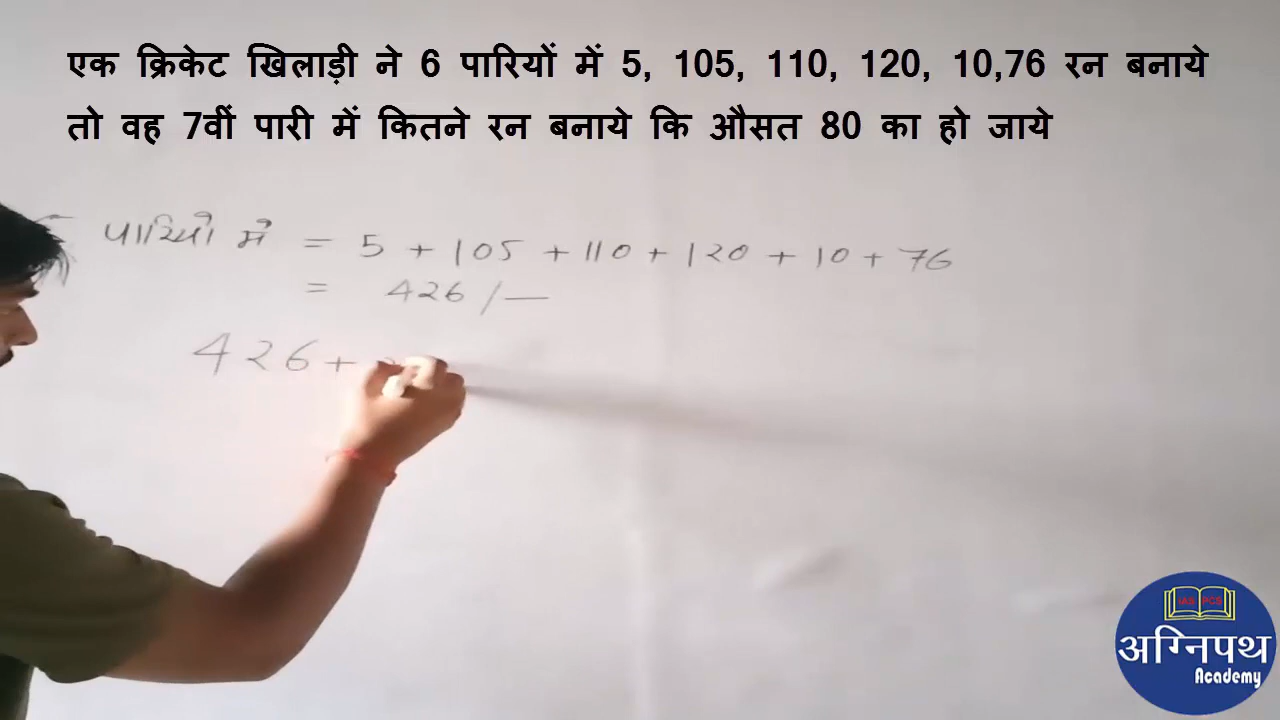 एक क्रिकेट खिलाड़ी ने 6 पारियों में 5, 105, 110, 120, 10,76 रन बनाये
तो वह 7वीं पारी में कितने रन बनाये कि औसत 80 का हो जाये
पारियों में = 5 + 105 + 110 + 120 + 10 + 76
= 426 /—
426 +
IAS PCS
अग्निपथ
Academy